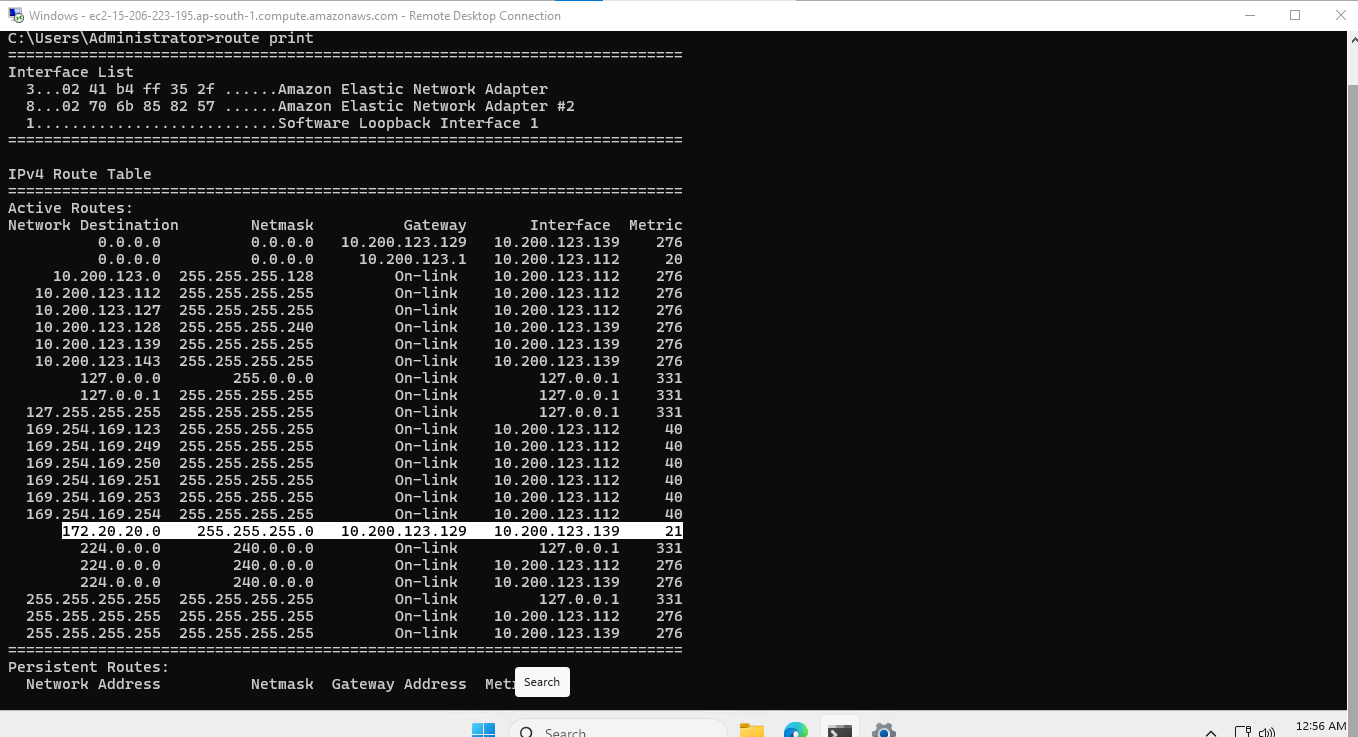 Windows - ec2-15-206-223-195.ap-south-1.compute.amazonaws.com - Remote Desktop Connection
C:\Users\Administrator>route print
===========================================================================
Interface List
  3...02 41 b4 ff 35 2f ......Amazon Elastic Network Adapter
  8...02 70 6b 85 82 57 ......Amazon Elastic Network Adapter #2
  1...........................Software Loopback Interface 1
===========================================================================
IPv4 Route Table
===========================================================================
Active Routes:
Network Destination        Netmask          Gateway       Interface  Metric
          0.0.0.0          0.0.0.0   10.200.123.129   10.200.123.139    276
          0.0.0.0          0.0.0.0     10.200.123.1   10.200.123.112     20
     10.200.123.0  255.255.255.128         On-link    10.200.123.112    276
   10.200.123.112  255.255.255.255         On-link    10.200.123.112    276
   10.200.123.127  255.255.255.255         On-link    10.200.123.112    276
   10.200.123.128  255.255.255.240         On-link    10.200.123.139    276
   10.200.123.139  255.255.255.255         On-link    10.200.123.139    276
   10.200.123.143  255.255.255.255         On-link    10.200.123.139    276
        127.0.0.0        255.0.0.0         On-link         127.0.0.1    331
        127.0.0.1  255.255.255.255         On-link         127.0.0.1    331
  127.255.255.255  255.255.255.255         On-link         127.0.0.1    331
  169.254.169.123  255.255.255.255         On-link    10.200.123.112     40
  169.254.169.249  255.255.255.255         On-link    10.200.123.112     40
  169.254.169.250  255.255.255.255         On-link    10.200.123.112     40
  169.254.169.251  255.255.255.255         On-link    10.200.123.112     40
  169.254.169.253  255.255.255.255         On-link    10.200.123.112     40
  169.254.169.254  255.255.255.255         On-link    10.200.123.112     40
      172.20.20.0    255.255.255.0   10.200.123.129   10.200.123.139     21
        224.0.0.0        240.0.0.0         On-link         127.0.0.1    331
        224.0.0.0        240.0.0.0         On-link    10.200.123.112    276
        224.0.0.0        240.0.0.0         On-link    10.200.123.139    276
  255.255.255.255  255.255.255.255         On-link         127.0.0.1    331
  255.255.255.255  255.255.255.255         On-link    10.200.123.112    276
  255.255.255.255  255.255.255.255         On-link    10.200.123.139    276
===========================================================================
Persistent Routes:
  Network Address          Netmask  Gateway Address
Search
Search
12:56 AM